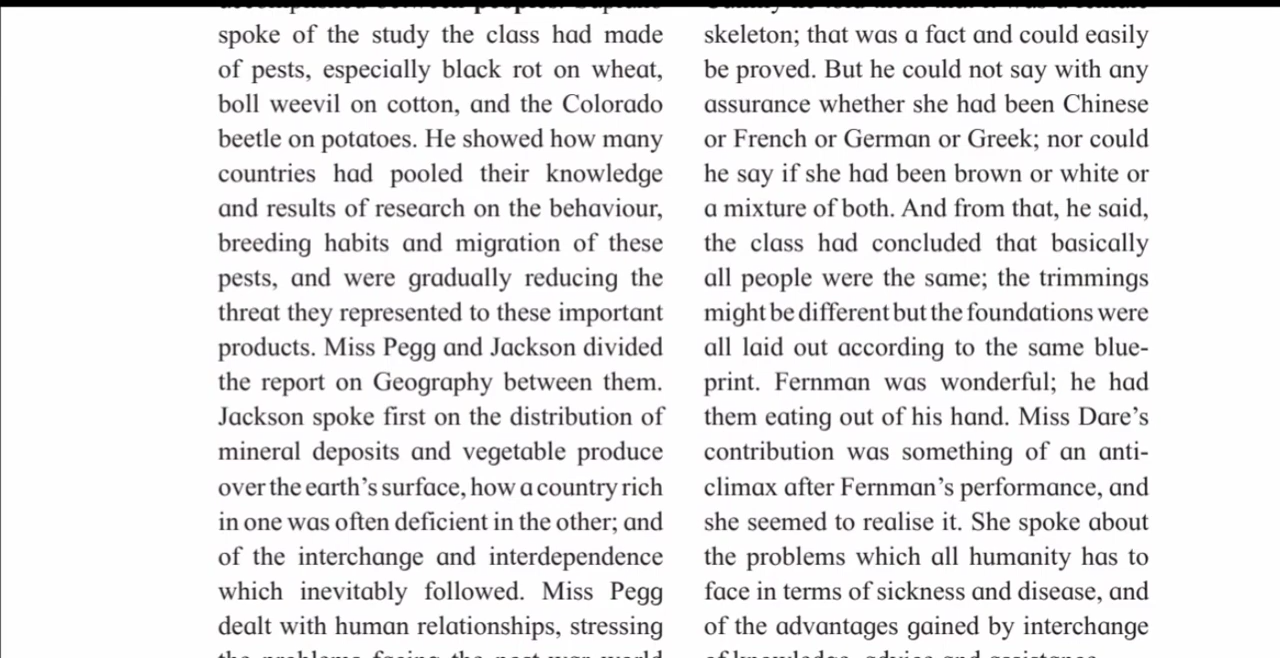 spoke of the study the class had made
of pests, especially black rot on wheat,
boll weevil on cotton, and the Colorado
beetle on potatoes. He showed how many
countries had pooled their knowledge
and results of research on the behaviour,
breeding habits and migration of these
pests, and were gradually reducing the
threat they represented to these important
products. Miss Pegg and Jackson divided
the report on Geography between them.
Jackson spoke first on the distribution of
mineral deposits and vegetable produce
over the earth’s surface, how a country rich
in one was often deficient in the other; and
of the interchange and interdependence
which inevitably followed. Miss Pegg
dealt with human relationships, stressing
the problems facing the post-war world
skeleton; that was a fact and could easily
be proved. But he could not say with any
assurance whether she had been Chinese
or French or German or Greek; nor could
he say if she had been brown or white or
a mixture of both. And from that, he said,
the class had concluded that basically
all people were the same; the trimmings
might be different but the foundations were
all laid out according to the same blue-
print. Fernman was wonderful; he had
them eating out of his hand. Miss Dare’s
contribution was something of an anti-
climax after Fernman’s performance, and
she seemed to realise it. She spoke about
the problems which all humanity has to
face in terms of sickness and disease, and
of the advantages gained by interchange
of knowledge, advice and assistance.